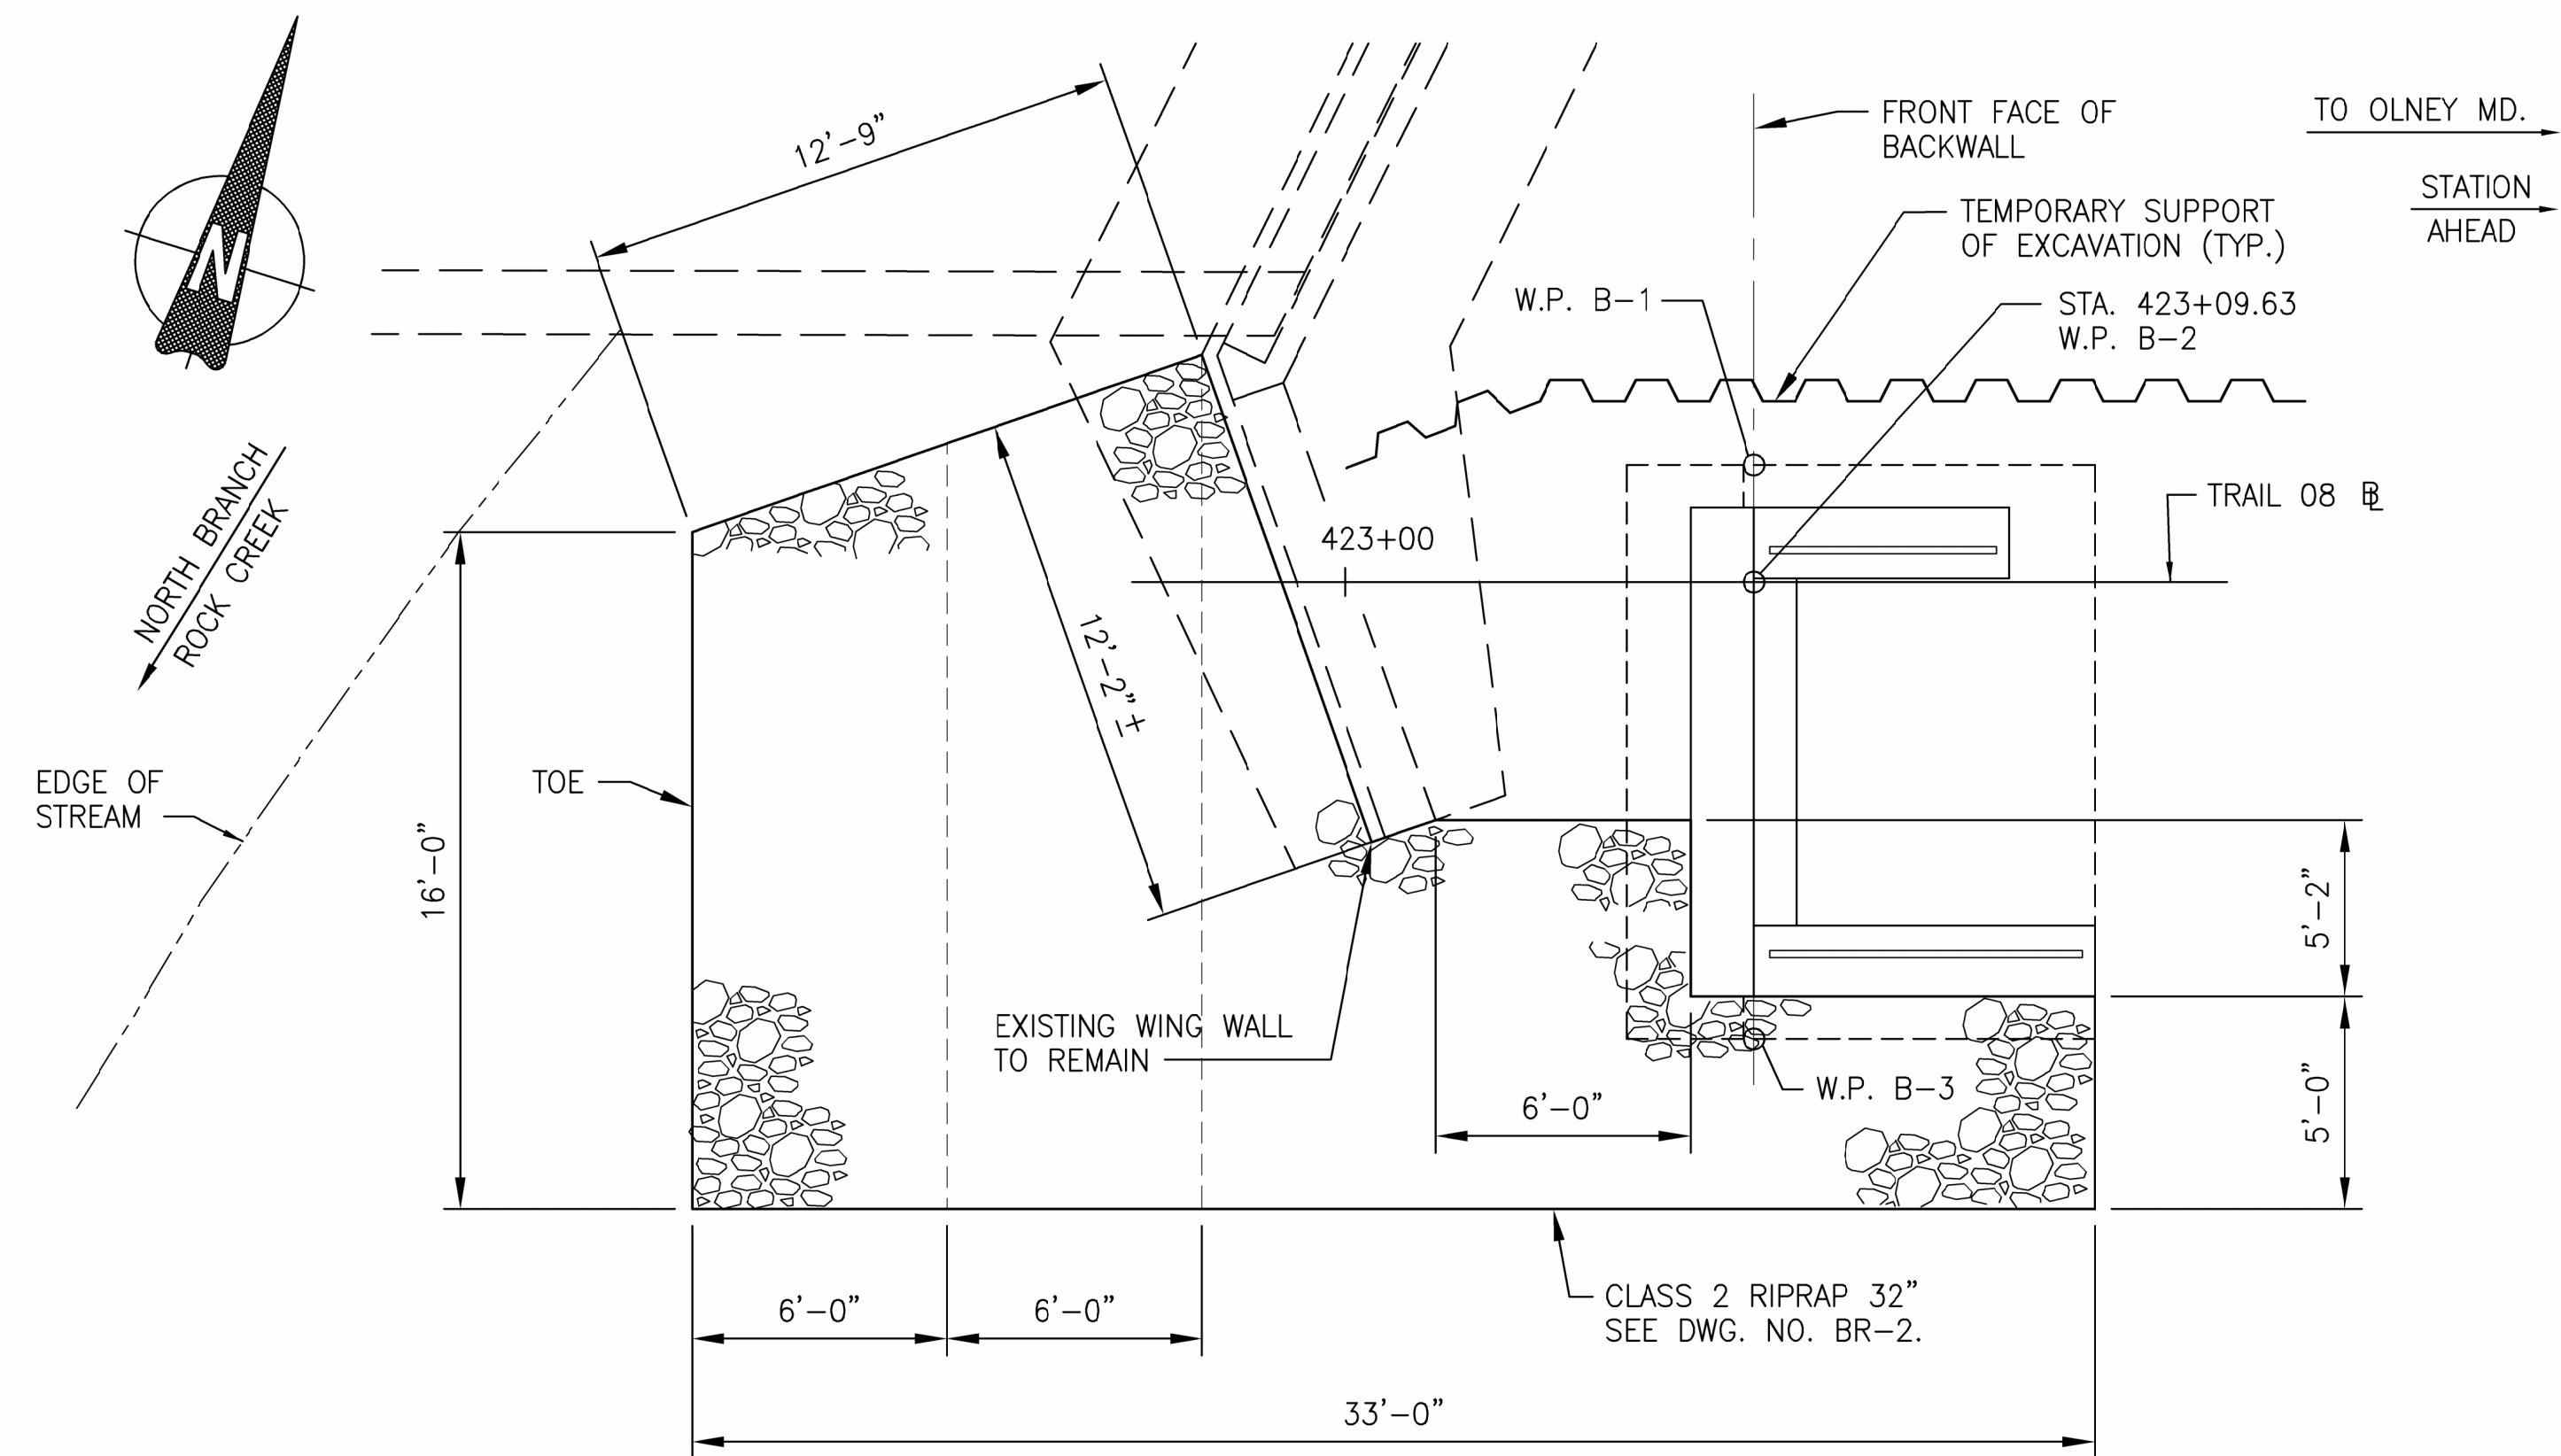 12'-9"
FRONT FACE OF
BACKWALL
TO OLNEY MD.
STATION
AHEAD
TEMPORARY SUPPORT
OF EXCAVATION (TYP.)
N
W.P. B-1
STA. 423+09.63
W.P. B-2
NORTH BRANCH
ROCK CREEK
TRAIL 08 BL
423+00
12'-2"±
EDGE OF
STREAM
TOE
16'-0"
5'-2"
EXISTING WING WALL
TO REMAIN
6'-0"
W.P. B-3
5'-0"
6'-0"
6'-0"
CLASS 2 RIPRAP 32"
SEE DWG. NO. BR-2.
33'-0"